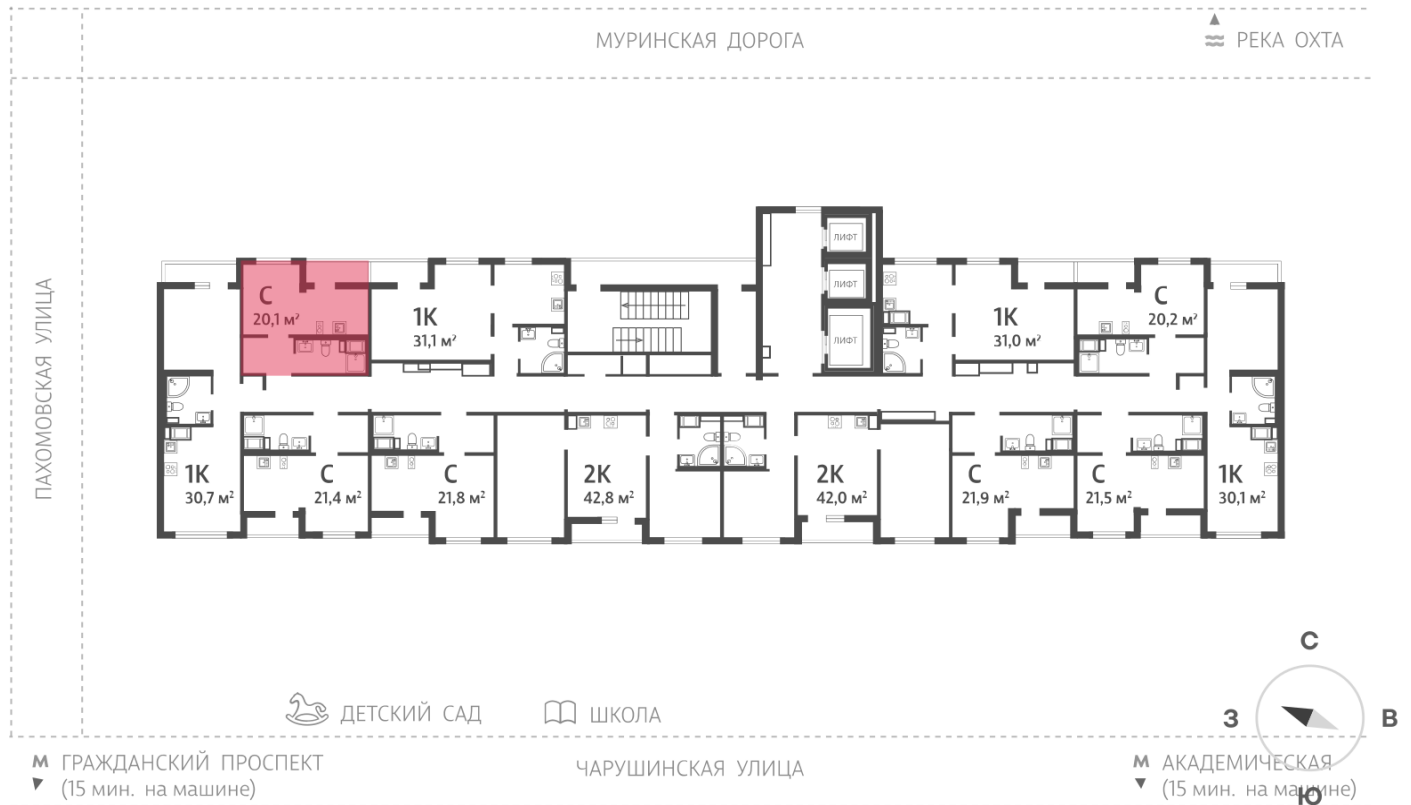 МУРИНСКАЯ ДОРОГА
РЕКА ОХТА
ПАХОМОВСКАЯ УЛИЦА
ЛИФТ
ЛИФТ
ЛИФТ
С
20,1 м²
1К
31,1 м²
1К
31,0 м²
С
20,2 м²
1К
30,7 м²
С
21,4 м²
С
21,8 м²
2К
42,8 м²
2К
42,0 м²
С
21,9 м²
С
21,5 м²
1К
30,1 м²
ДЕТСКИЙ САД
ШКОЛА
С
З
В
Ю
М ГРАЖДАНСКИЙ ПРОСПЕКТ
(15 мин. на машине)
ЧАРУШИНСКАЯ УЛИЦА
М АКАДЕМИЧЕСКАЯ
(15 мин. на машине)